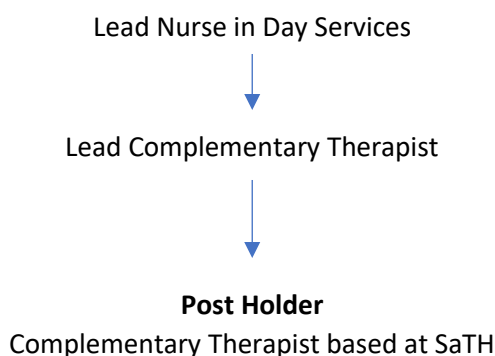 Lead Nurse in Day Services
Lead Complementary Therapist
Post Holder
Complementary Therapist based at SaTH